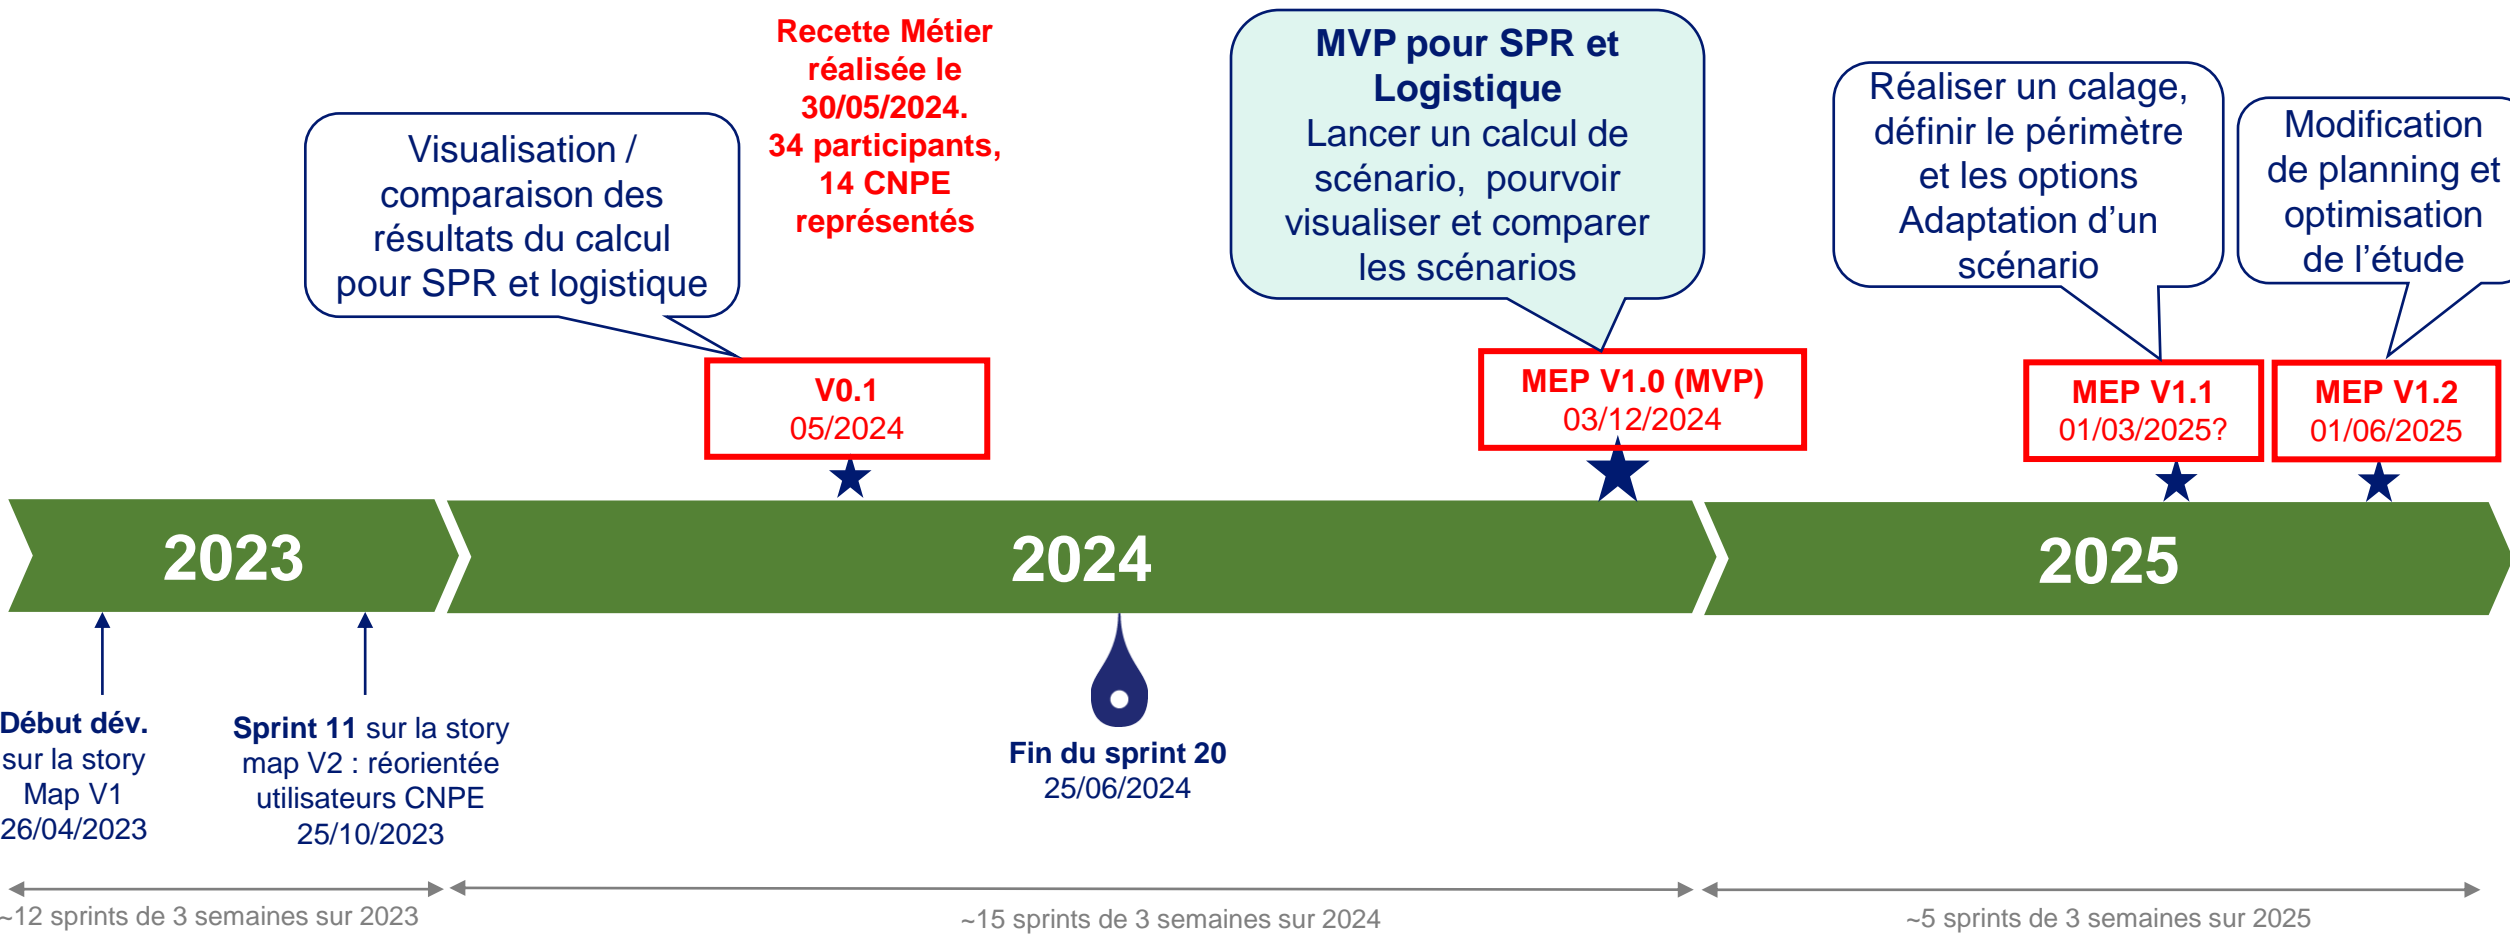 Recette Métier
réalisée le
30/05/2024.
34 participants,
14 CNPE
représentés
Visualisation /
comparaison des
résultats du calcul
pour SPR et logistique
MVP pour SPR et
Logistique
Lancer un calcul de
scénario, pourvoir
visualiser et comparer
les scénarios
Réaliser un calage,
définir le périmètre
et les options
Adaptation d’un
scénario
Modification
de planning et
optimisation
de l’étude
V0.1
05/2024
MEP V1.0 (MVP)
03/12/2024
MEP V1.1
01/03/2025?
MEP V1.2
01/06/2025
2023
2024
2025
Début dév.
sur la story
Map V1
26/04/2023
Sprint 11 sur la story
map V2 : réorientée
utilisateurs CNPE
25/10/2023
Fin du sprint 20
25/06/2024
~12 sprints de 3 semaines sur 2023
~15 sprints de 3 semaines sur 2024
~5 sprints de 3 semaines sur 2025